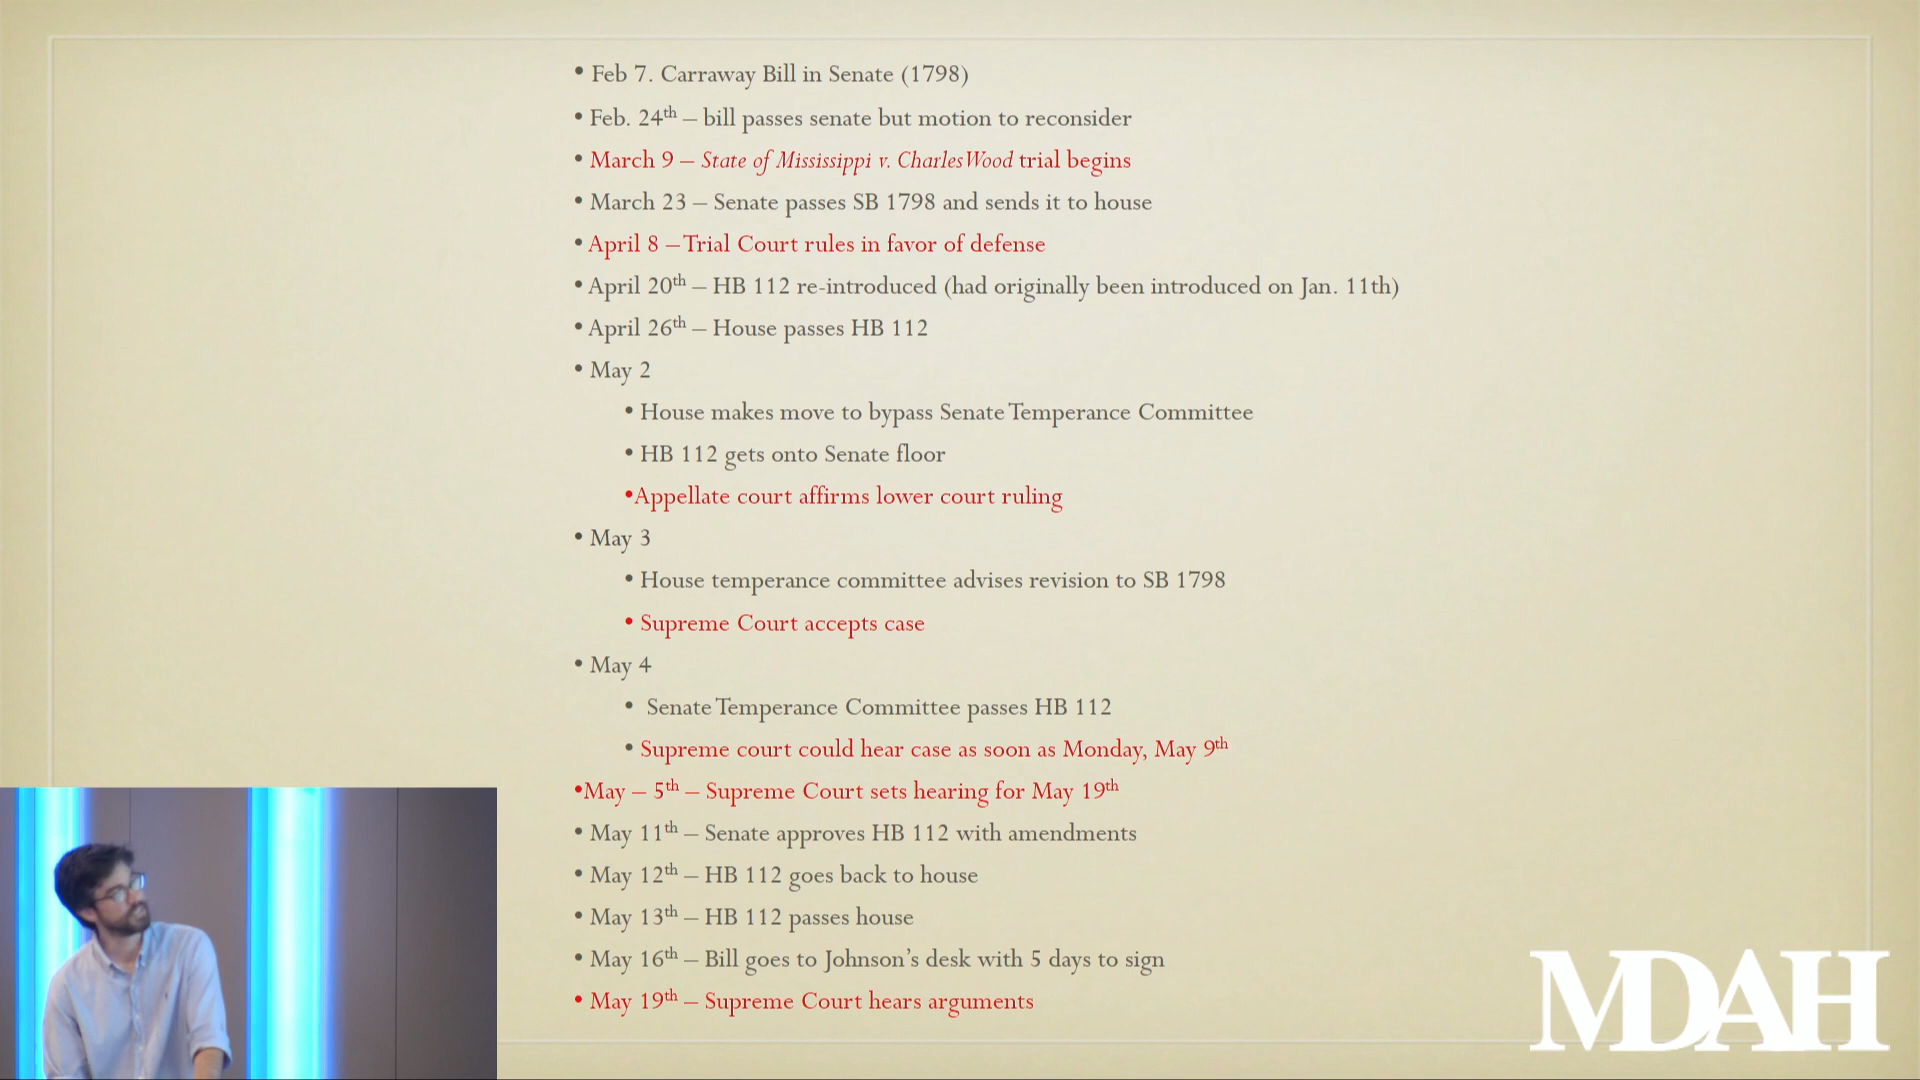 • Feb 7. Carraway Bill in Senate (1798)
• Feb. 24th – bill passes senate but motion to reconsider
• March 9 – State of Mississippi v. Charles Wood trial begins
• March 23 – Senate passes SB 1798 and sends it to house
• April 8 – Trial Court rules in favor of defense
• April 20th – HB 112 re-introduced (had originally been introduced on Jan. 11th)
• April 26th – House passes HB 112
• May 2
• House makes move to bypass Senate Temperance Committee
• HB 112 gets onto Senate floor
• Appellate court affirms lower court ruling
• May 3
• House temperance committee advises revision to SB 1798
• Supreme Court accepts case
• May 4
• Senate Temperance Committee passes HB 112
• Supreme court could hear case as soon as Monday, May 9th
• May – 5th – Supreme Court sets hearing for May 19th
• May 11th – Senate approves HB 112 with amendments
• May 12th – HB 112 goes back to house
• May 13th – HB 112 passes house
• May 16th – Bill goes to Johnson’s desk with 5 days to sign
• May 19th – Supreme Court hears arguments
MDAH